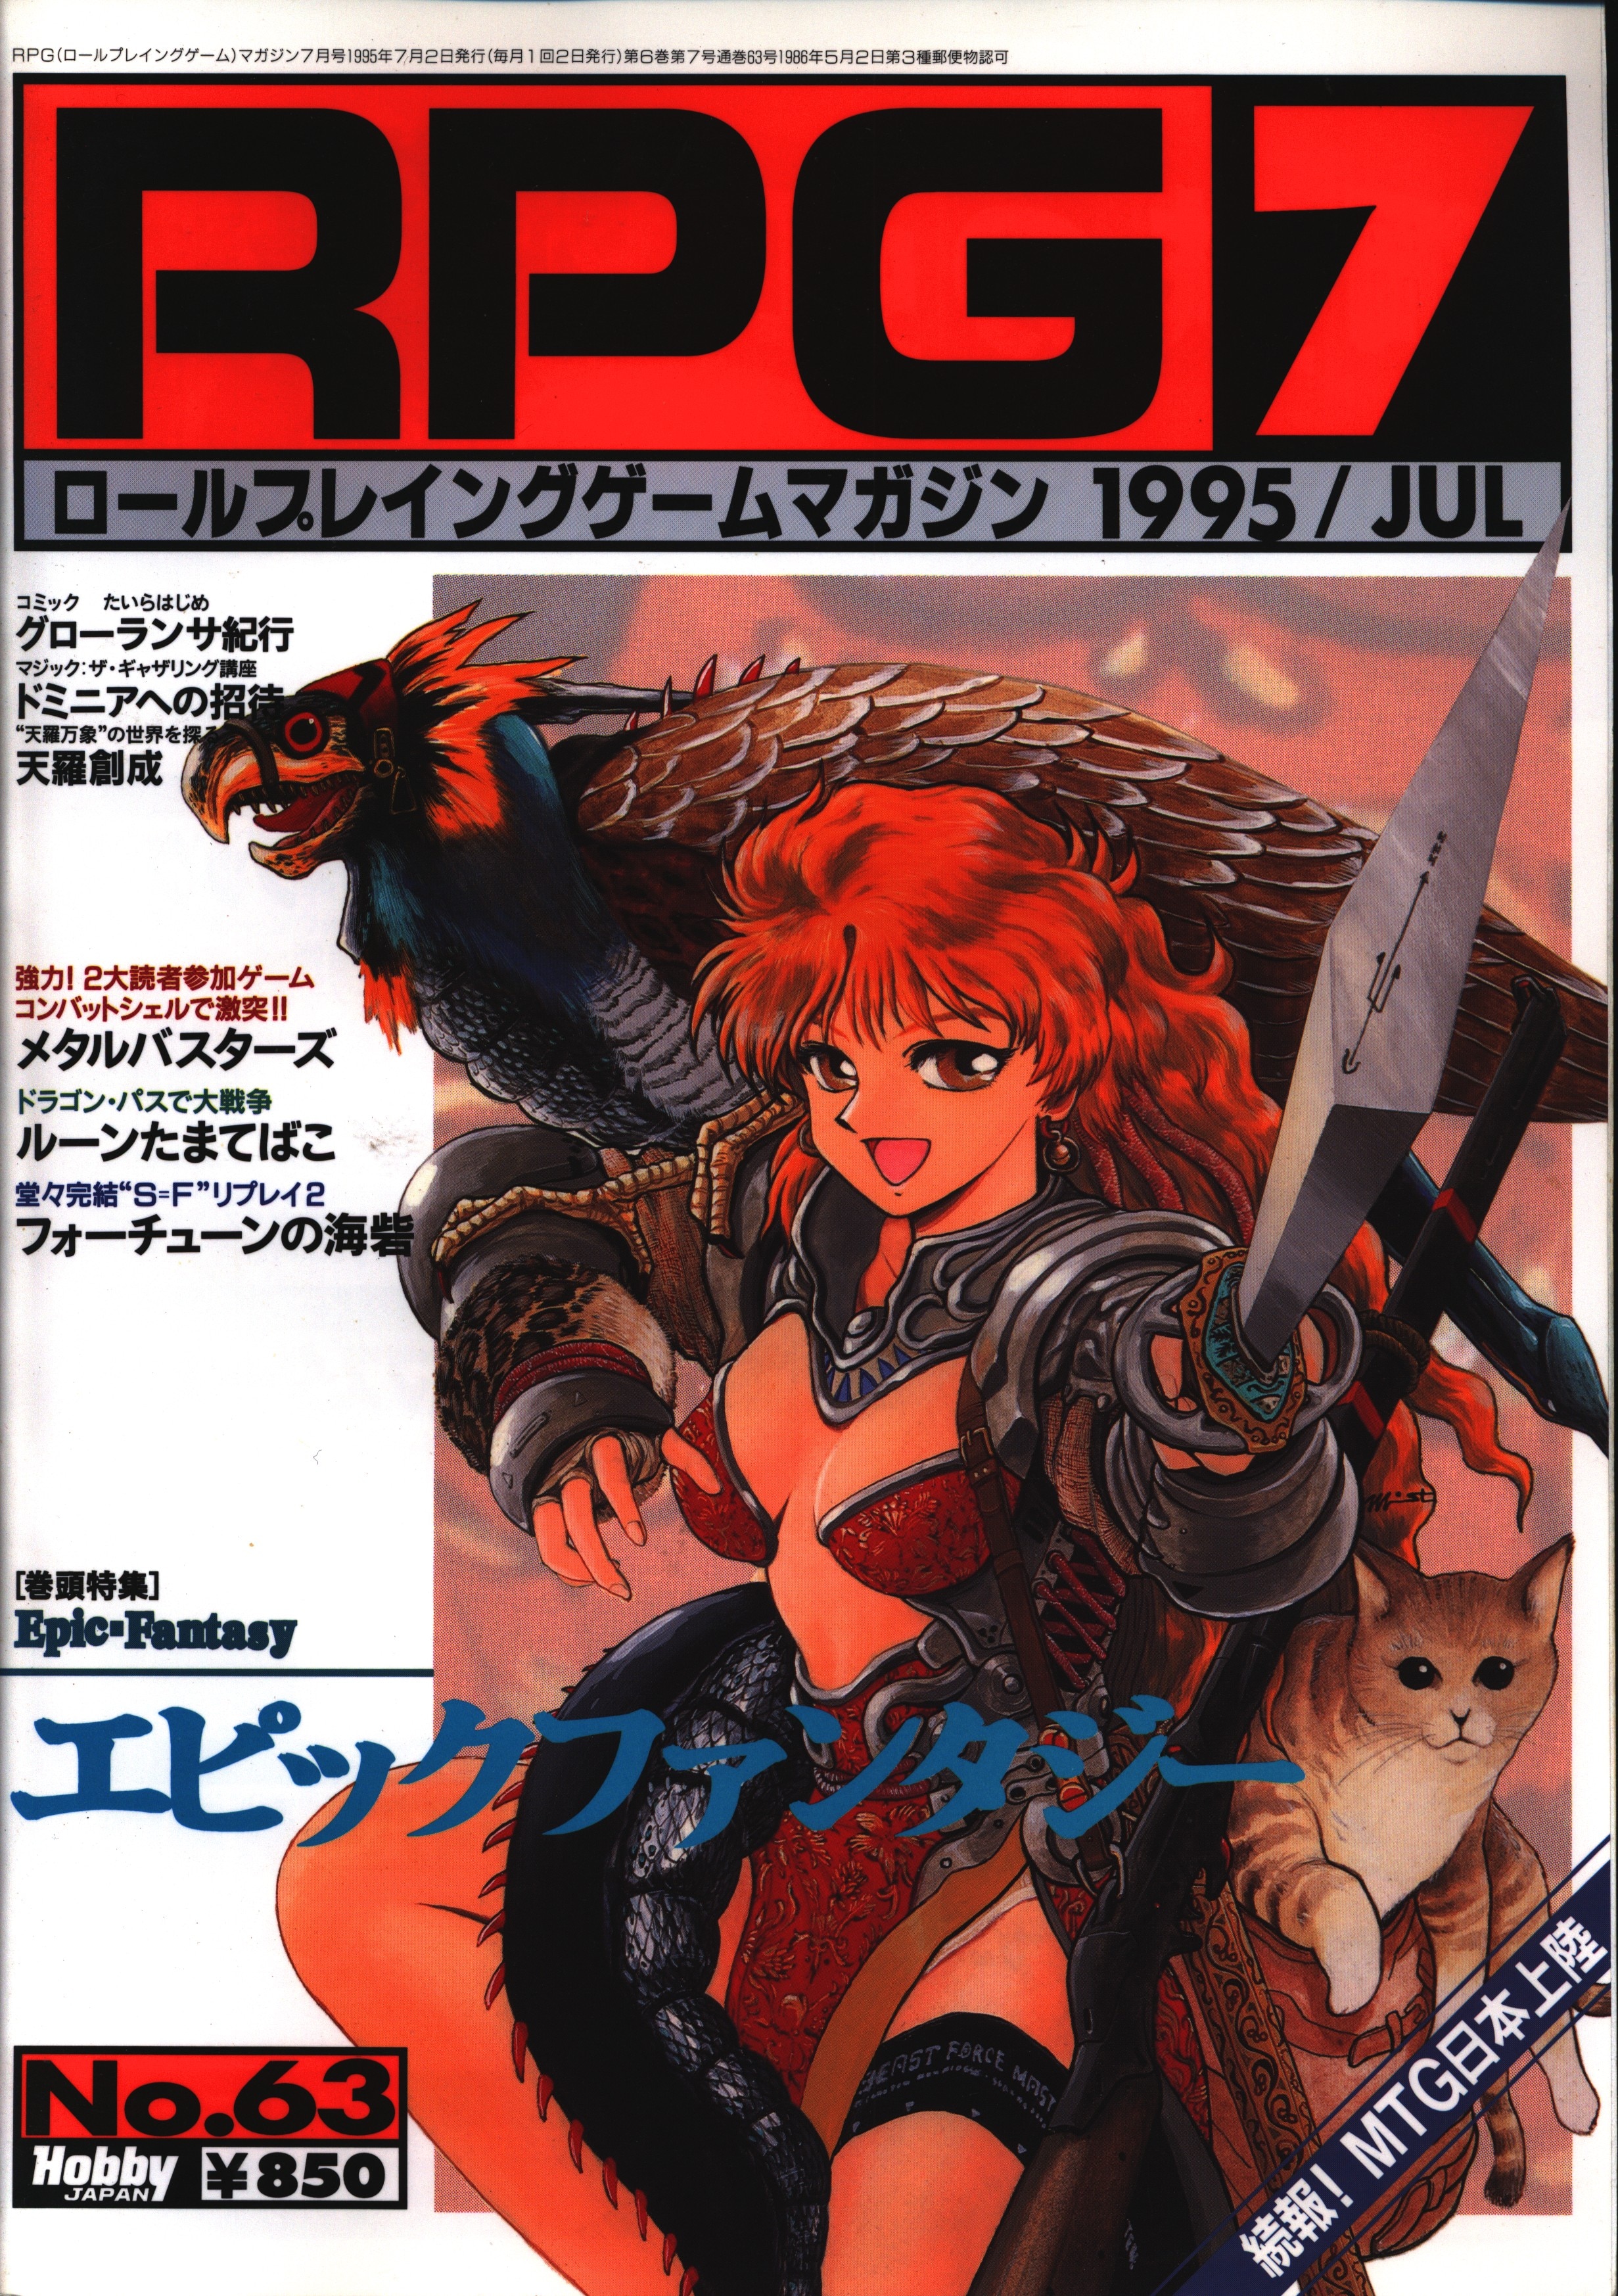 RPG(ロールプレイングゲーム)マガジン7月号1995年7月2日発行(毎月1回2日発行)第6巻第7号通巻63号1986年5月2日第3種郵便物認可
RPG7
ロールプレイングゲームマガジン 1995/JUL
コミック たいらはじめ
グローランサ紀行
マジック:ザ・ギャザリング講座
ドミニアへの招待
“天羅万象”の世界を探る
天羅創成
強力! 2大読者参加ゲーム
コンバットシェルで激突!!
メタルバスターズ
ドラゴン・パスで大戦争
ルーンたまてばこ
堂々完結“S=F”リプレイ2
フォーチューンの海砦
mist
[巻頭特集]
Epic・Fantasy
エピックファンタジー
BEAST FORCE MAST
続報! MTG日本上陸
No.63
Hobby
JAPAN
¥850